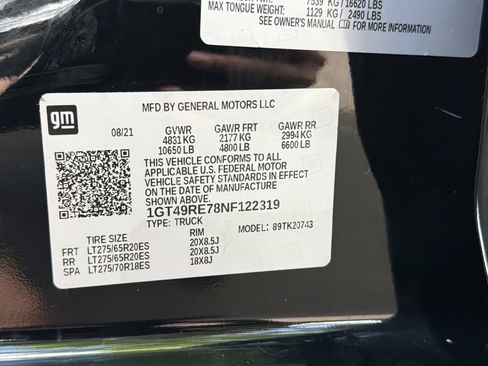 7539 KG/16620 LBS
MAX TONGUE WEIGHT: 1129 KG/ 2490 LBS
SEE OWNER'S MANUAL FOR MORE INFORMATION
gm
MFD BY GENERAL MOTORS LLC
08/21 GVWR GAWR FRT GAWR RR
4831 KG 2177 KG 2994 KG
10650 LB 4800 LB 6600 LB
THIS VEHICLE CONFORMS TO ALL
APPLICABLE U.S. FEDERAL MOTOR
VEHICLE SAFETY STANDARDS IN
EFFECT ON THE DATE OF MANUFACTURE
SHOWN ABOVE.
1GT49RE78NF122319
TYPE: TRUCK
TIRE SIZE RIM MODEL: 89TK20743
FRT LT275/65R20ES 20X8.5J
RR LT275/65R20ES 20X8.5J
SPA LT275/70R18ES 18X8J